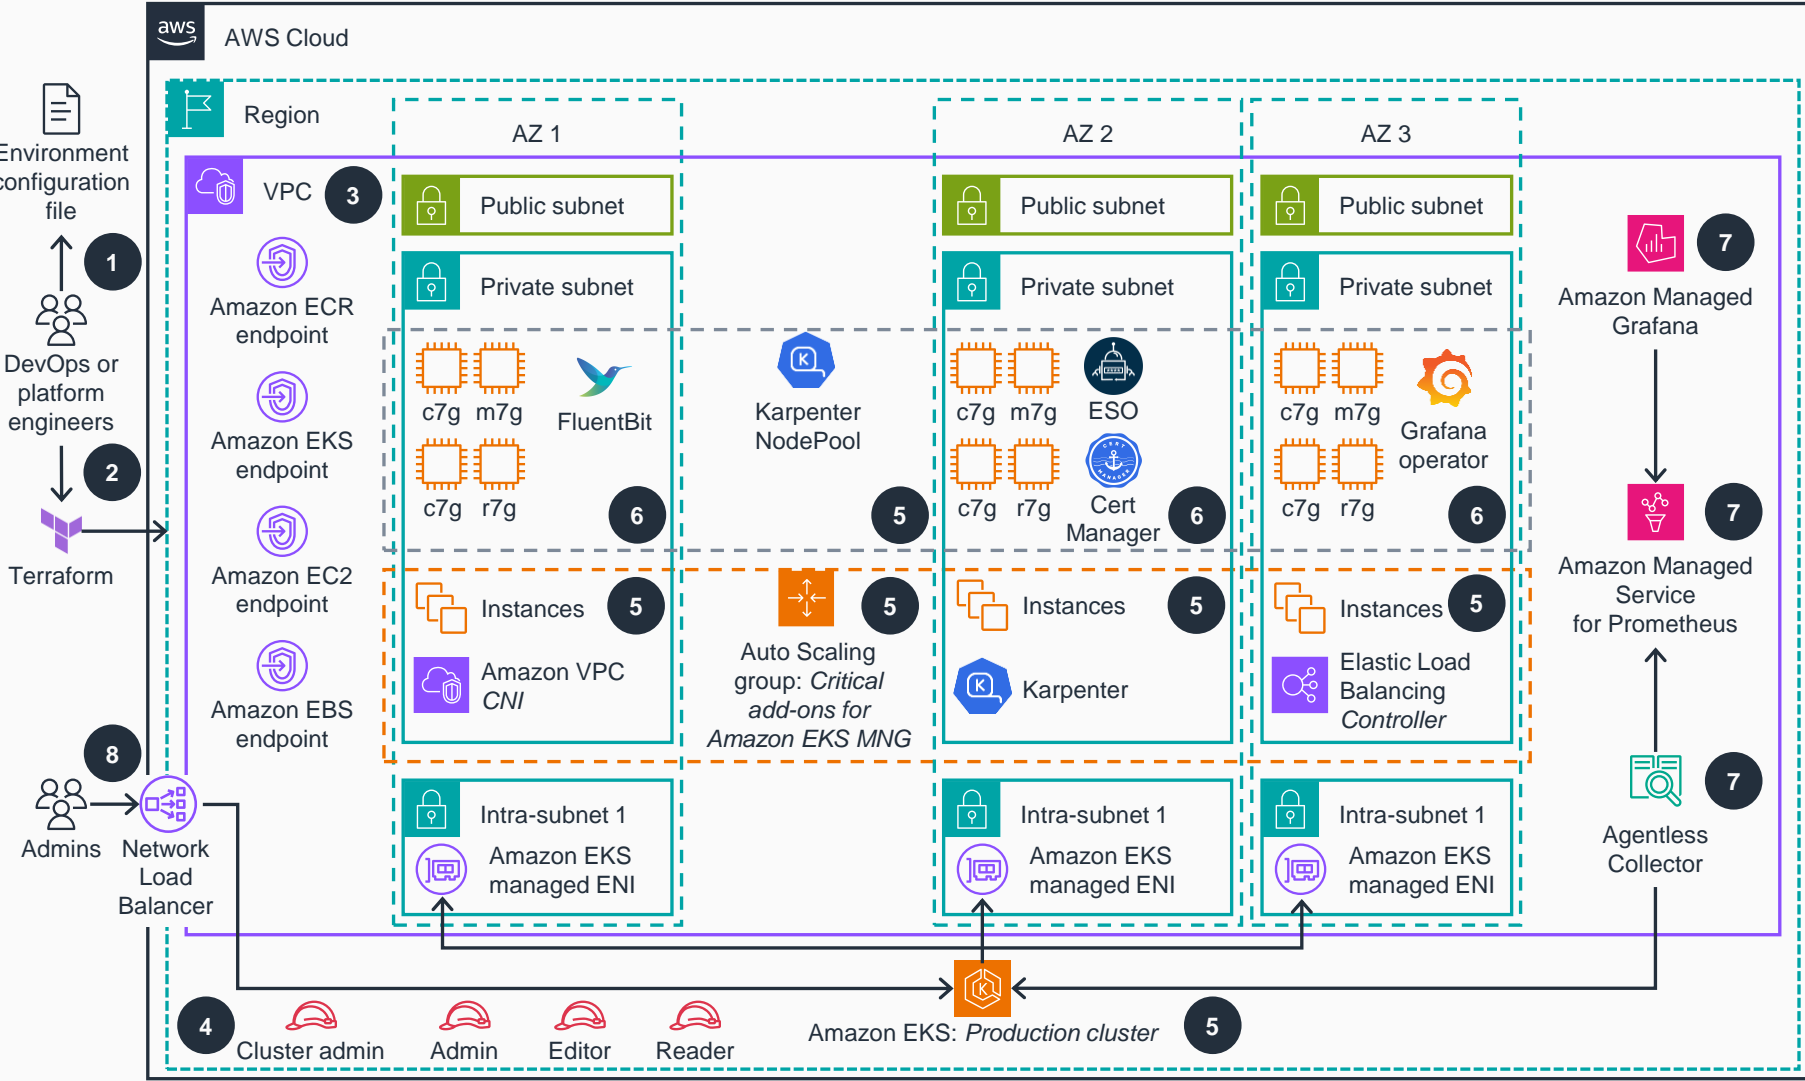 aws
AWS Cloud
Region
AZ 1
AZ 2
AZ 3
Environment
configuration
file
1
DevOps or
platform
engineers
2
Terraform
8
Admins
Network
Load
Balancer
VPC
3
Amazon ECR
endpoint
Amazon EKS
endpoint
Amazon EC2
endpoint
Amazon EBS
endpoint
Public subnet
Private subnet
c7g
m7g
FluentBit
c7g
r7g
6
Instances
5
Amazon VPC
CNI
Intra-subnet 1
Amazon EKS
managed ENI
K
Karpenter
NodePool
5
5
Auto Scaling
group: Critical
add-ons for
Amazon EKS MNG
Public subnet
Private subnet
c7g
m7g
ESO
c7g
r7g
CERT
MANAGER
Cert
Manager
6
Instances
5
K
Karpenter
Intra-subnet 1
Amazon EKS
managed ENI
Public subnet
Private subnet
c7g
m7g
Grafana
operator
c7g
r7g
6
Instances
5
Elastic Load
Balancing
Controller
Intra-subnet 1
Amazon EKS
managed ENI
7
Amazon Managed
Grafana
7
Amazon Managed
Service
for Prometheus
7
Agentless
Collector
4
Cluster admin
Admin
Editor
Reader
K
Amazon EKS: Production cluster
5